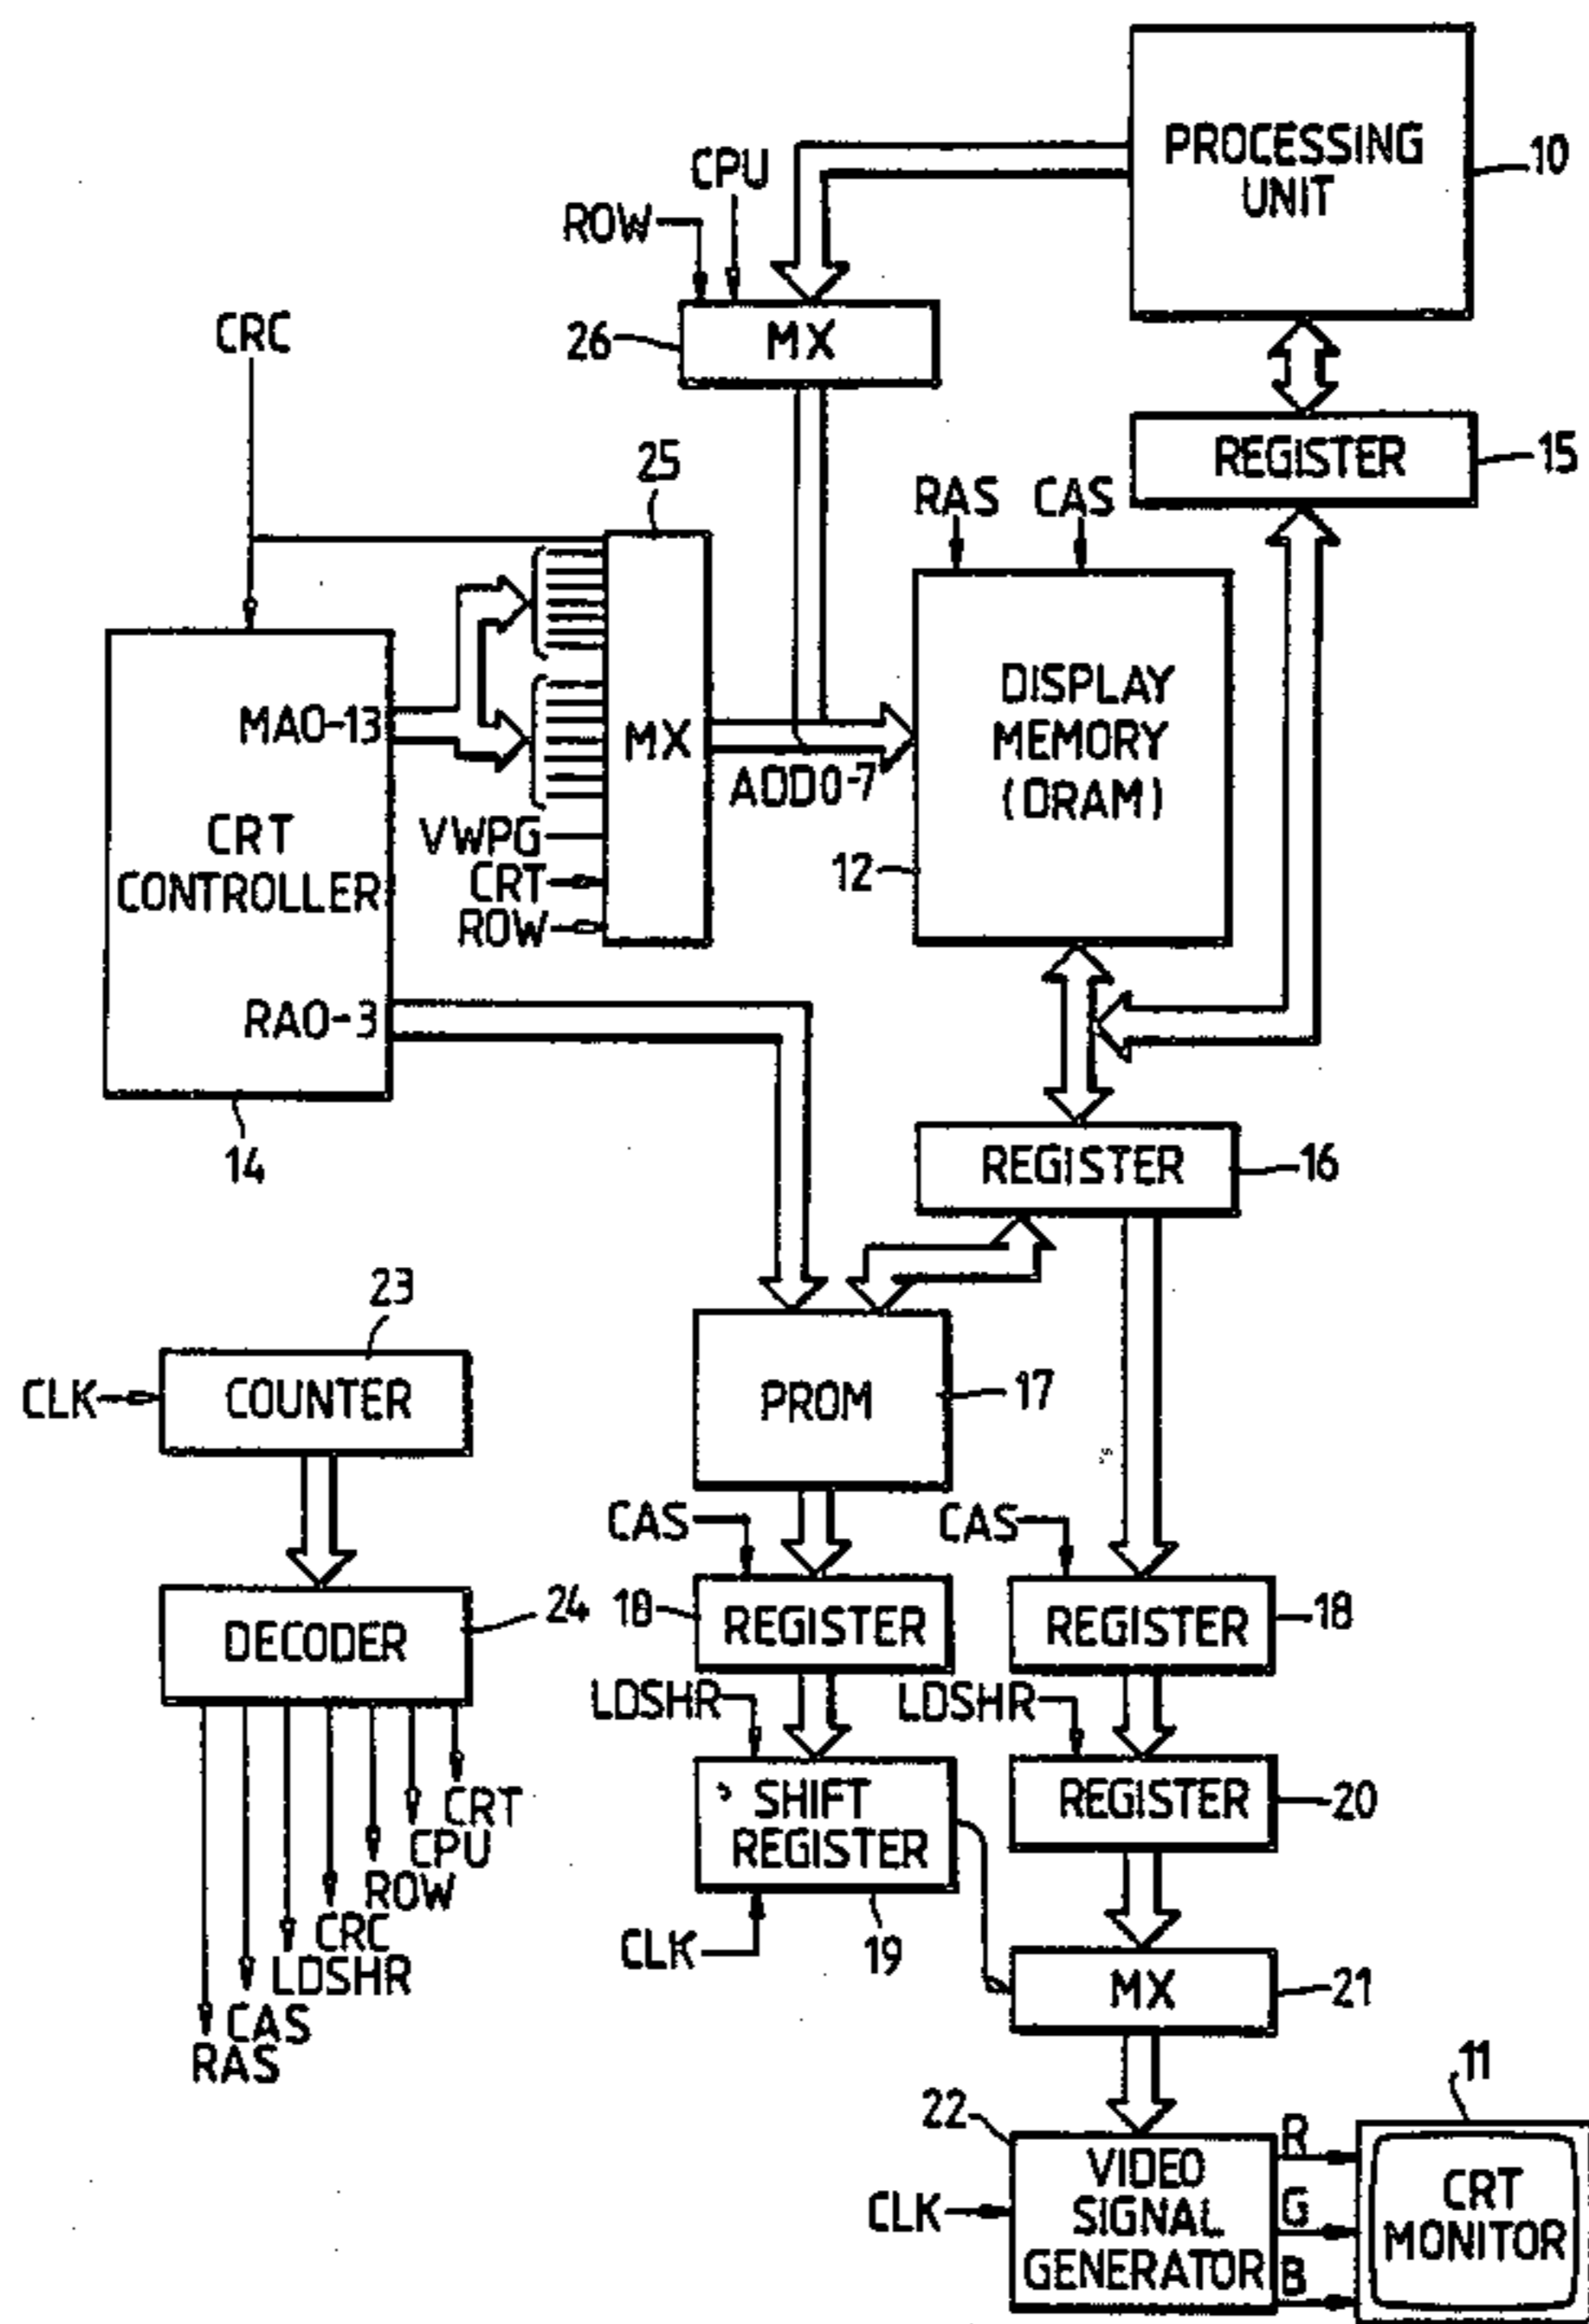 PROCESSING
UNIT
10
CPU
ROW
MX
26
CRC
REGISTER
15
25
RAS
CAS
MA0-13
CRT
CONTROLLER
RA0-3
14
MX
VWPG
CRT
ROW
ADD0-7
DISPLAY
MEMORY
(DRAM)
12
REGISTER
16
23
CLK
COUNTER
PROM
17
CAS
CAS
DECODER
24
18
REGISTER
REGISTER
18
LDSHR
LDSHR
SHIFT
REGISTER
REGISTER
20
CRT
CPU
ROW
CRC
LDSHR
CAS
RAS
CLK
19
MX
21
11
22
VIDEO
SIGNAL
GENERATOR
CLK
R
G
B
CRT
MONITOR